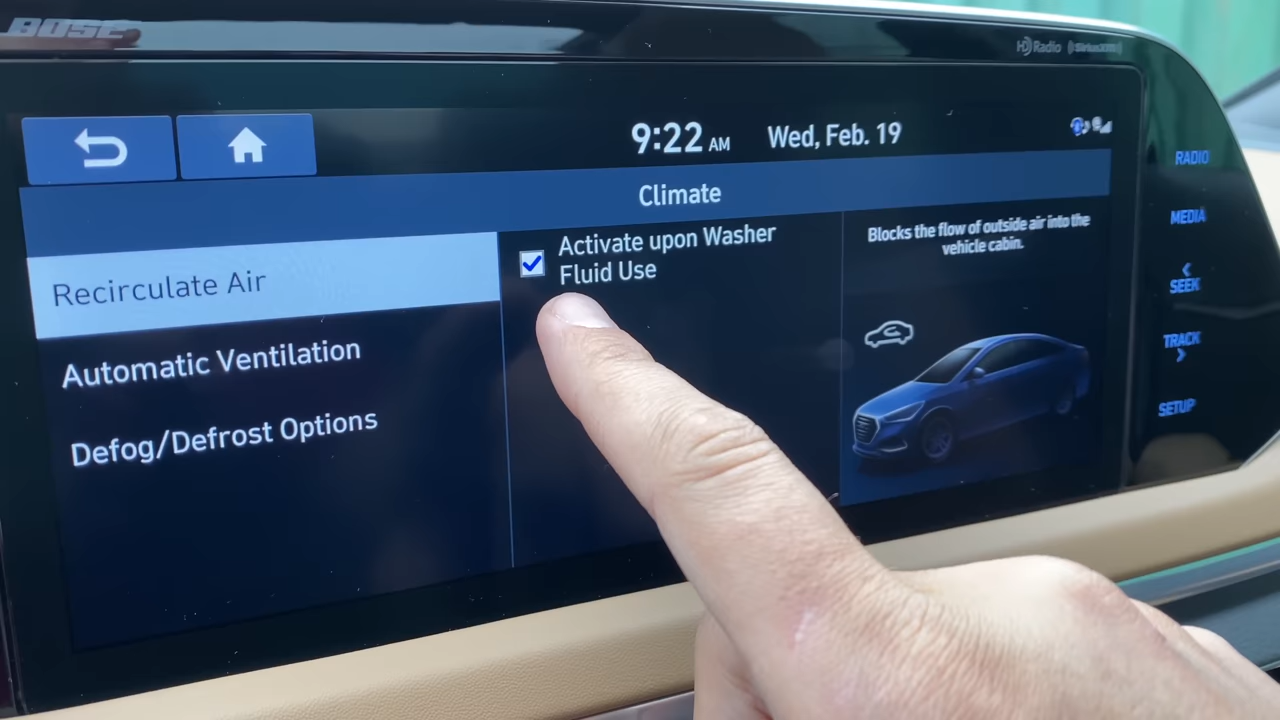 BOSE
HD Radio
(SiriusXM)
9:22 AM
Wed, Feb. 19
Climate
Recirculate Air
Automatic Ventilation
Defog/Defrost Options
Activate upon Washer
Fluid Use
Blocks the flow of outside air into the
vehicle cabin.
RADIO
MEDIA
<
SEEK
TRACK
>
SETUP